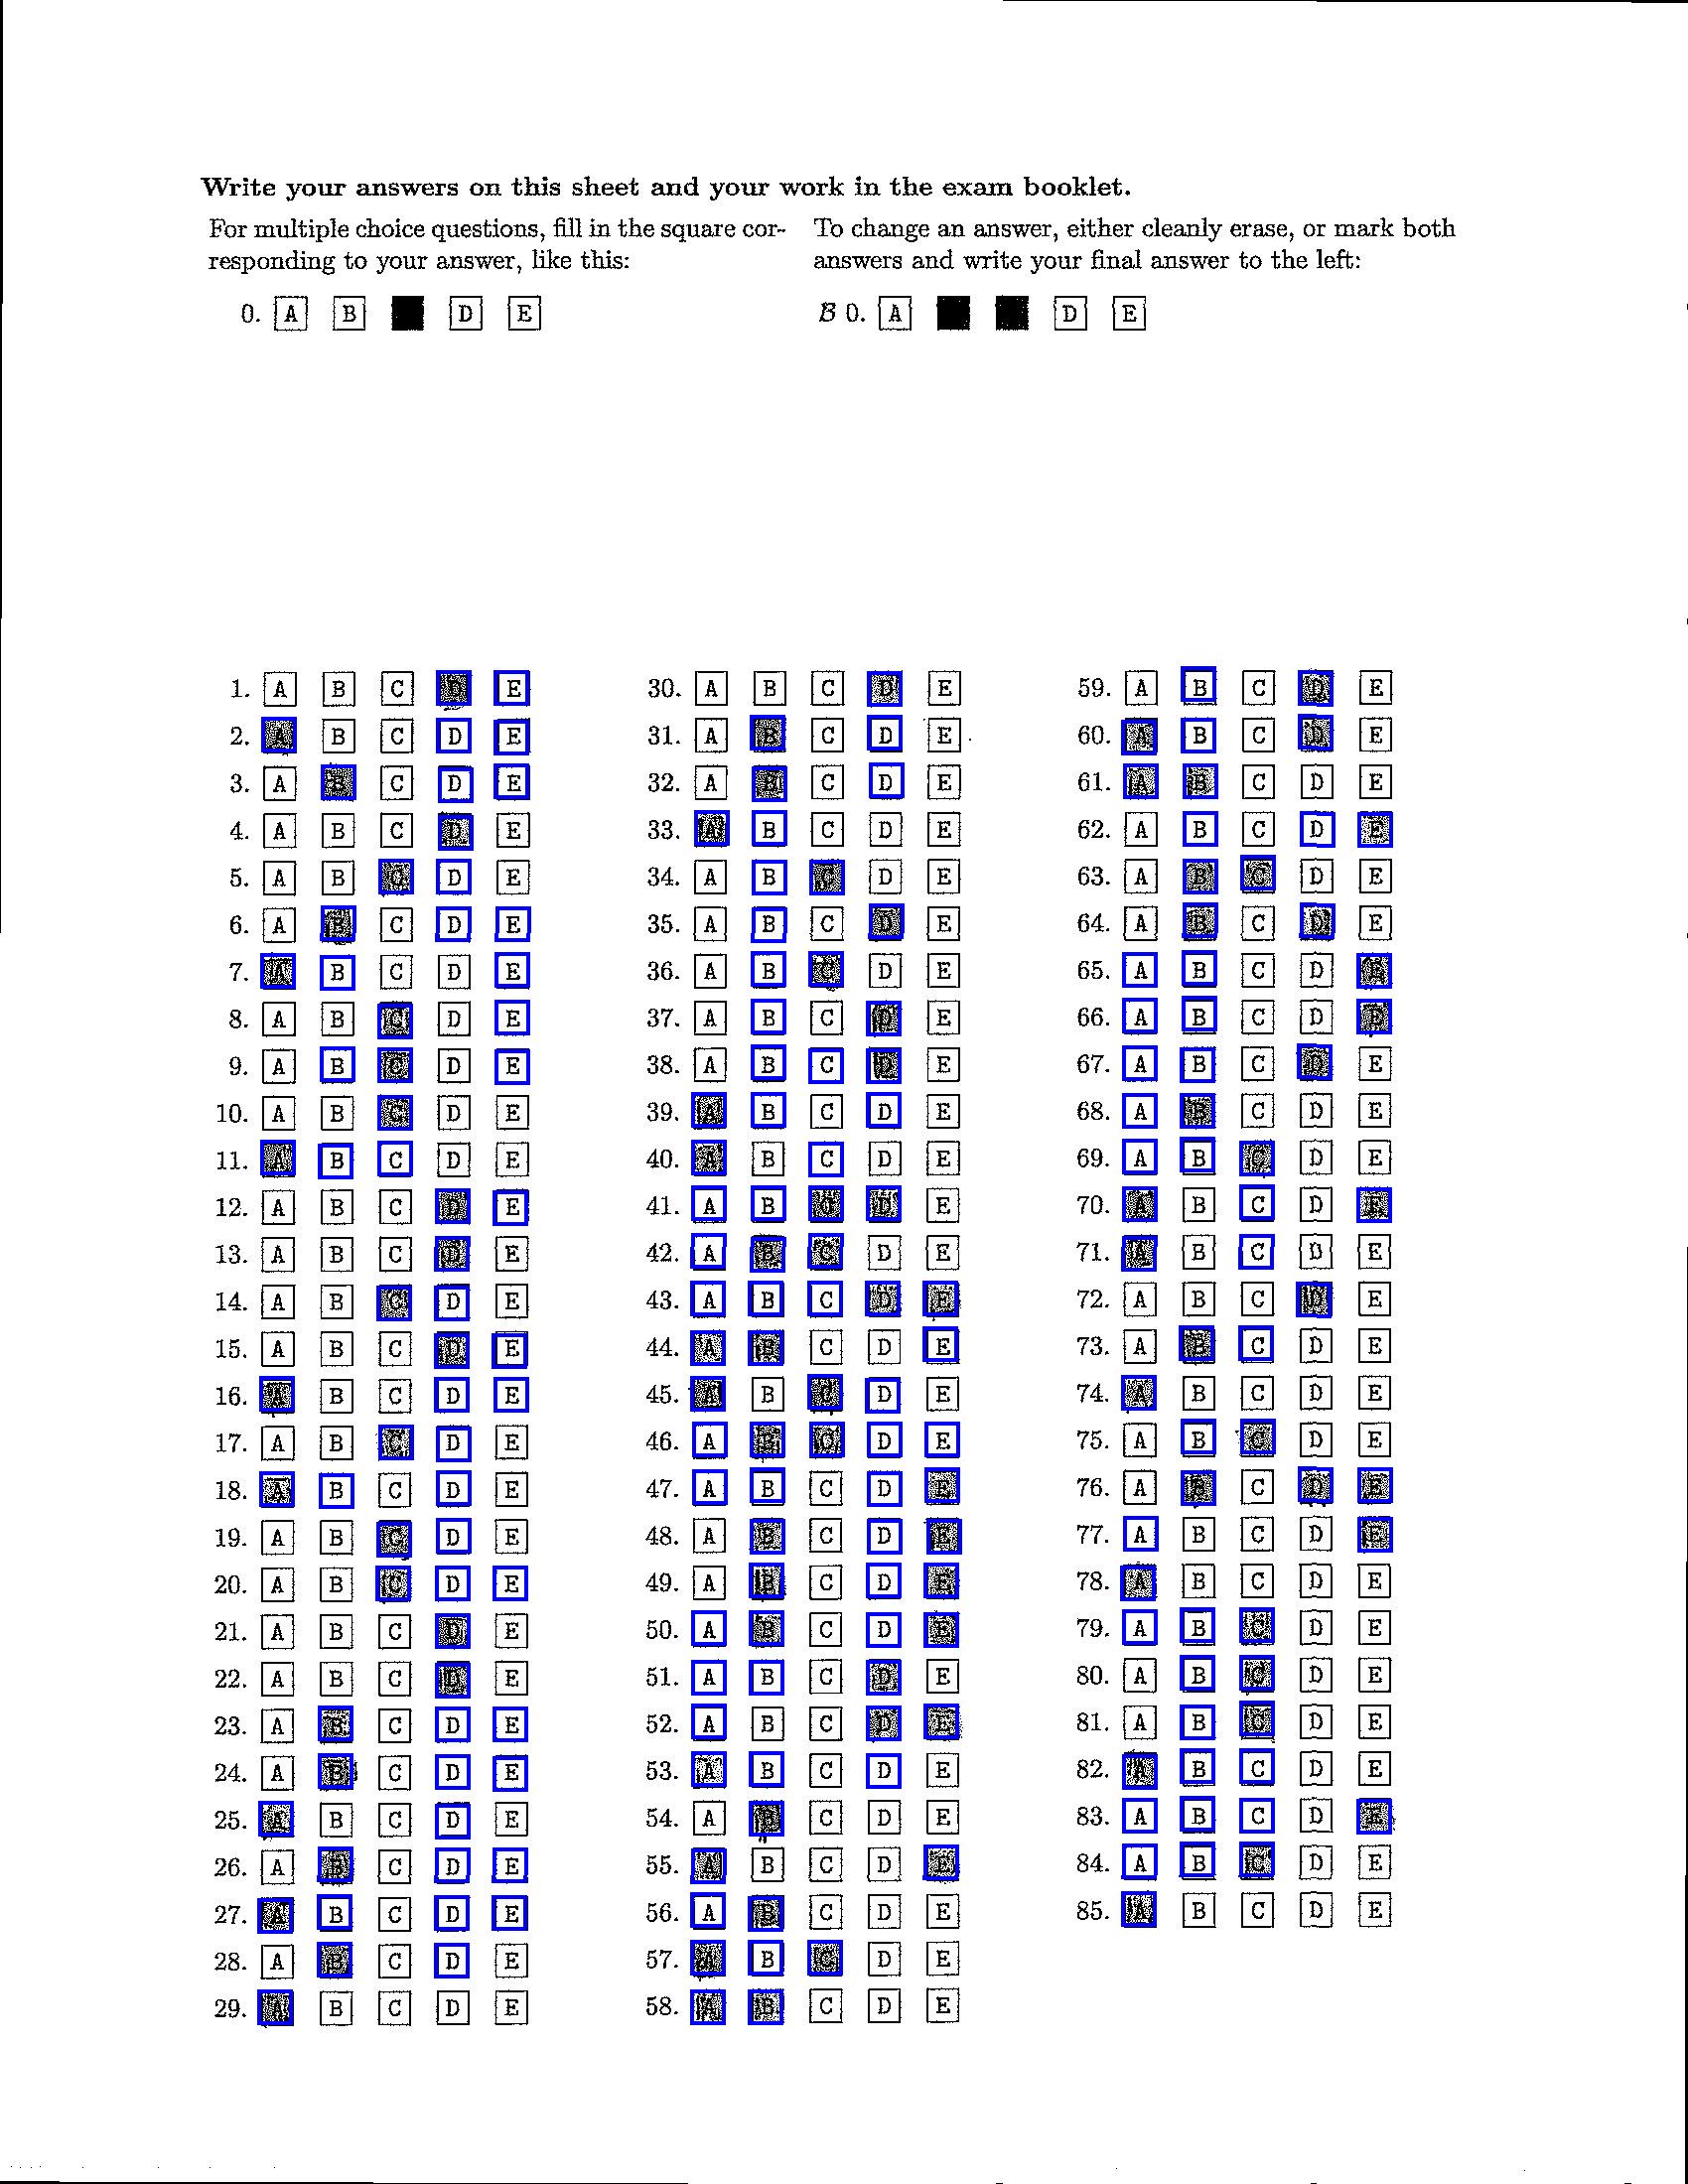 Write your answers on this sheet and your work in the exam booklet.
For multiple choice questions, fill in the square cor-
responding to your answer, like this:
To change an answer, either cleanly erase, or mark both
answers and write your final answer to the left:
0. A B D E
B 0. A D E
1. A B C D E
2. A B C D E
3. A B C D E
4. A B C D E
5. A B C D E
6. A B C D E
7. A B C D E
8. A B C D E
9. A B C D E
10. A B C D E
11. A B C D E
12. A B C D E
13. A B C D E
14. A B C D E
15. A B C D E
16. A B C D E
17. A B C D E
18. A B C D E
19. A B C D E
20. A B C D E
21. A B C D E
22. A B C D E
23. A B C D E
24. A B C D E
25. A B C D E
26. A B C D E
27. A B C D E
28. A B C D E
29. A B C D E
30. A B C D E
31. A B C D E
32. A B C D E
33. A B C D E
34. A B C D E
35. A B C D E
36. A B C D E
37. A B C D E
38. A B C D E
39. A B C D E
40. A B C D E
41. A B C D E
42. A B C D E
43. A B C D E
44. A B C D E
45. A B C D E
46. A B C D E
47. A B C D E
48. A B C D E
49. A B C D E
50. A B C D E
51. A B C D E
52. A B C D E
53. A B C D E
54. A B C D E
55. A B C D E
56. A B C D E
57. A B C D E
58. A B C D E
59. A B C D E
60. A B C D E
61. A B C D E
62. A B C D E
63. A B C D E
64. A B C D E
65. A B C D E
66. A B C D E
67. A B C D E
68. A B C D E
69. A B C D E
70. A B C D E
71. A B C D E
72. A B C D E
73. A B C D E
74. A B C D E
75. A B C D E
76. A B C D E
77. A B C D E
78. A B C D E
79. A B C D E
80. A B C D E
81. A B C D E
82. A B C D E
83. A B C D E
84. A B C D E
85. A B C D E